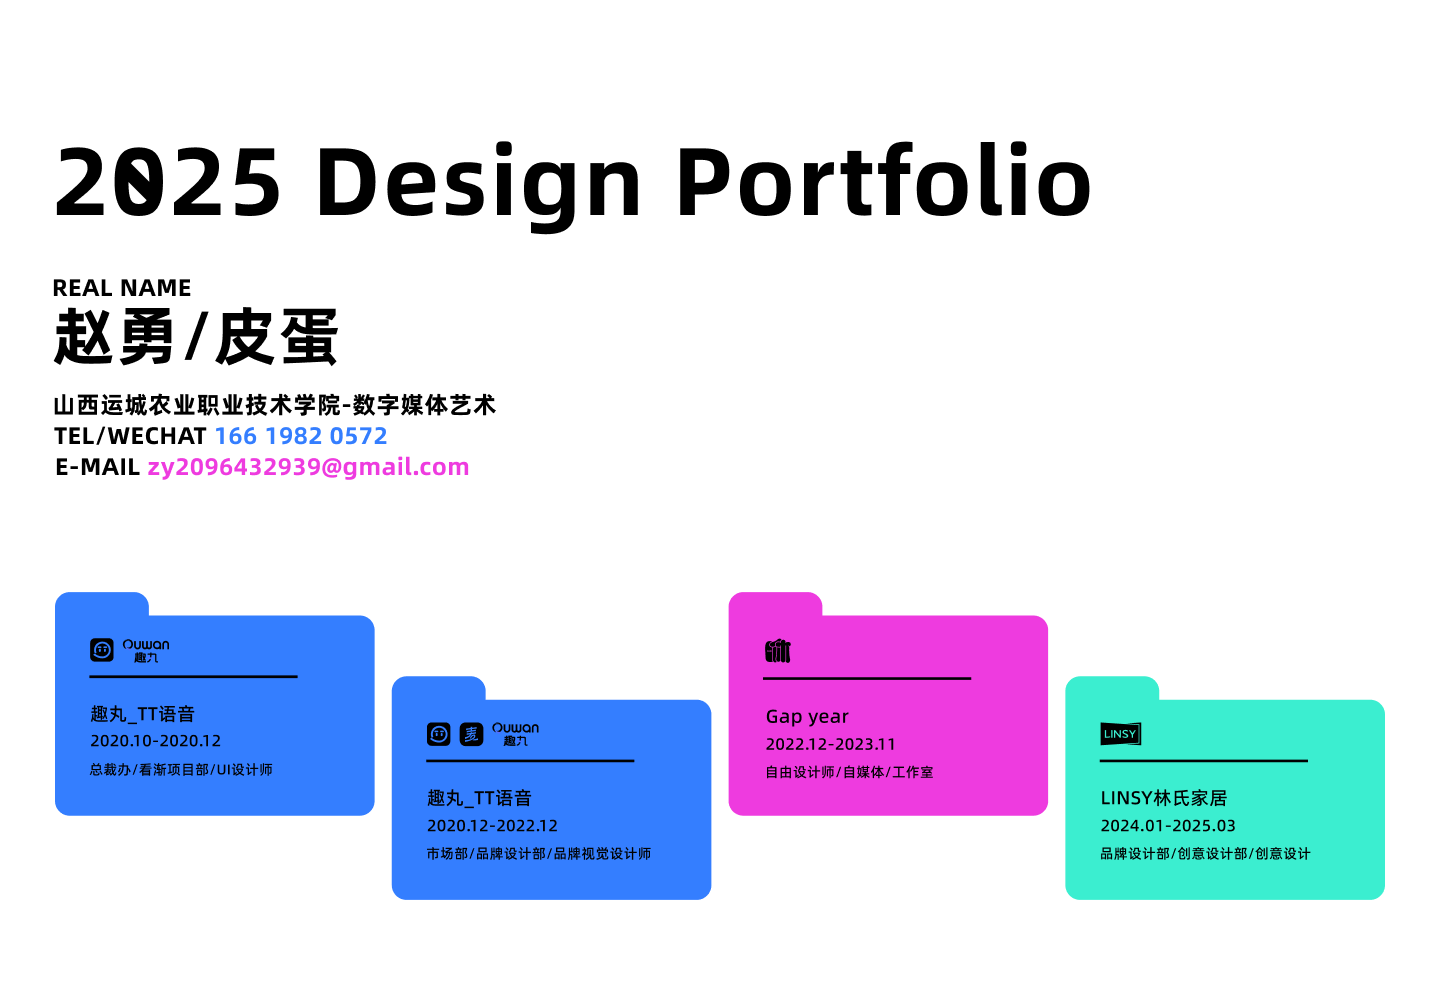 2025 Design Portfolio
REAL NAME
赵勇/皮蛋
山西运城农业职业技术学院-数字媒体艺术
TEL/WECHAT 166 1982 0572
E-MAIL zy2096432939@gmail.com
Quwan
趣丸
趣丸_TT语音
2020.10-2020.12
总裁办/看渐项目部/UI设计师
麦
Quwan
趣丸
趣丸_TT语音
2020.12-2022.12
市场部/品牌设计部/品牌视觉设计师
Gap year
2022.12-2023.11
自由设计师/自媒体/工作室
LINSY
LINSY林氏家居
2024.01-2025.03
品牌设计部/创意设计部/创意设计